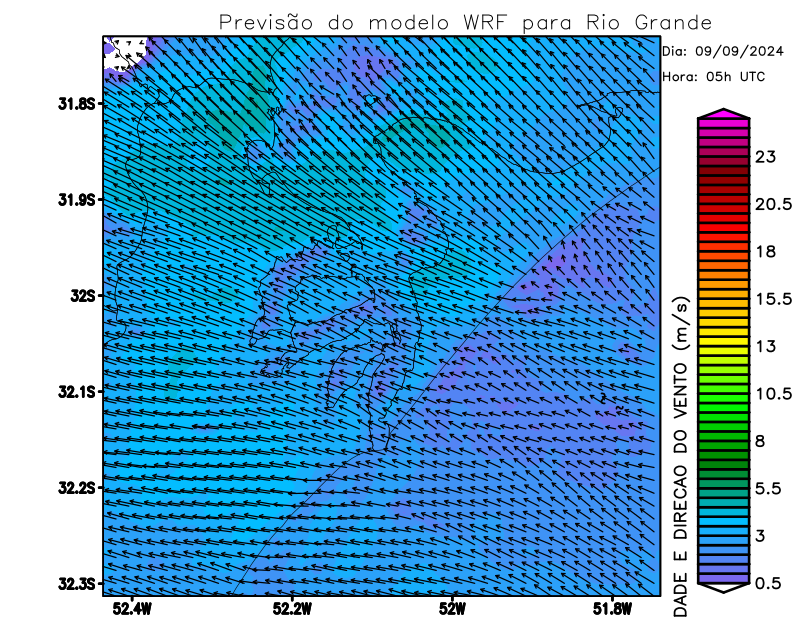 Previsão do modelo WRF para Rio Grande
Dia: 09/09/2024
Hora: 05h UTC
31.8S
31.9S
32S
32.1S
32.2S
32.3S
52.4W
52.2W
52W
51.8W
DADE E DIRECAO DO VENTO (m/s)
23
20.5
18
15.5
13
10.5
8
5.5
3
0.5